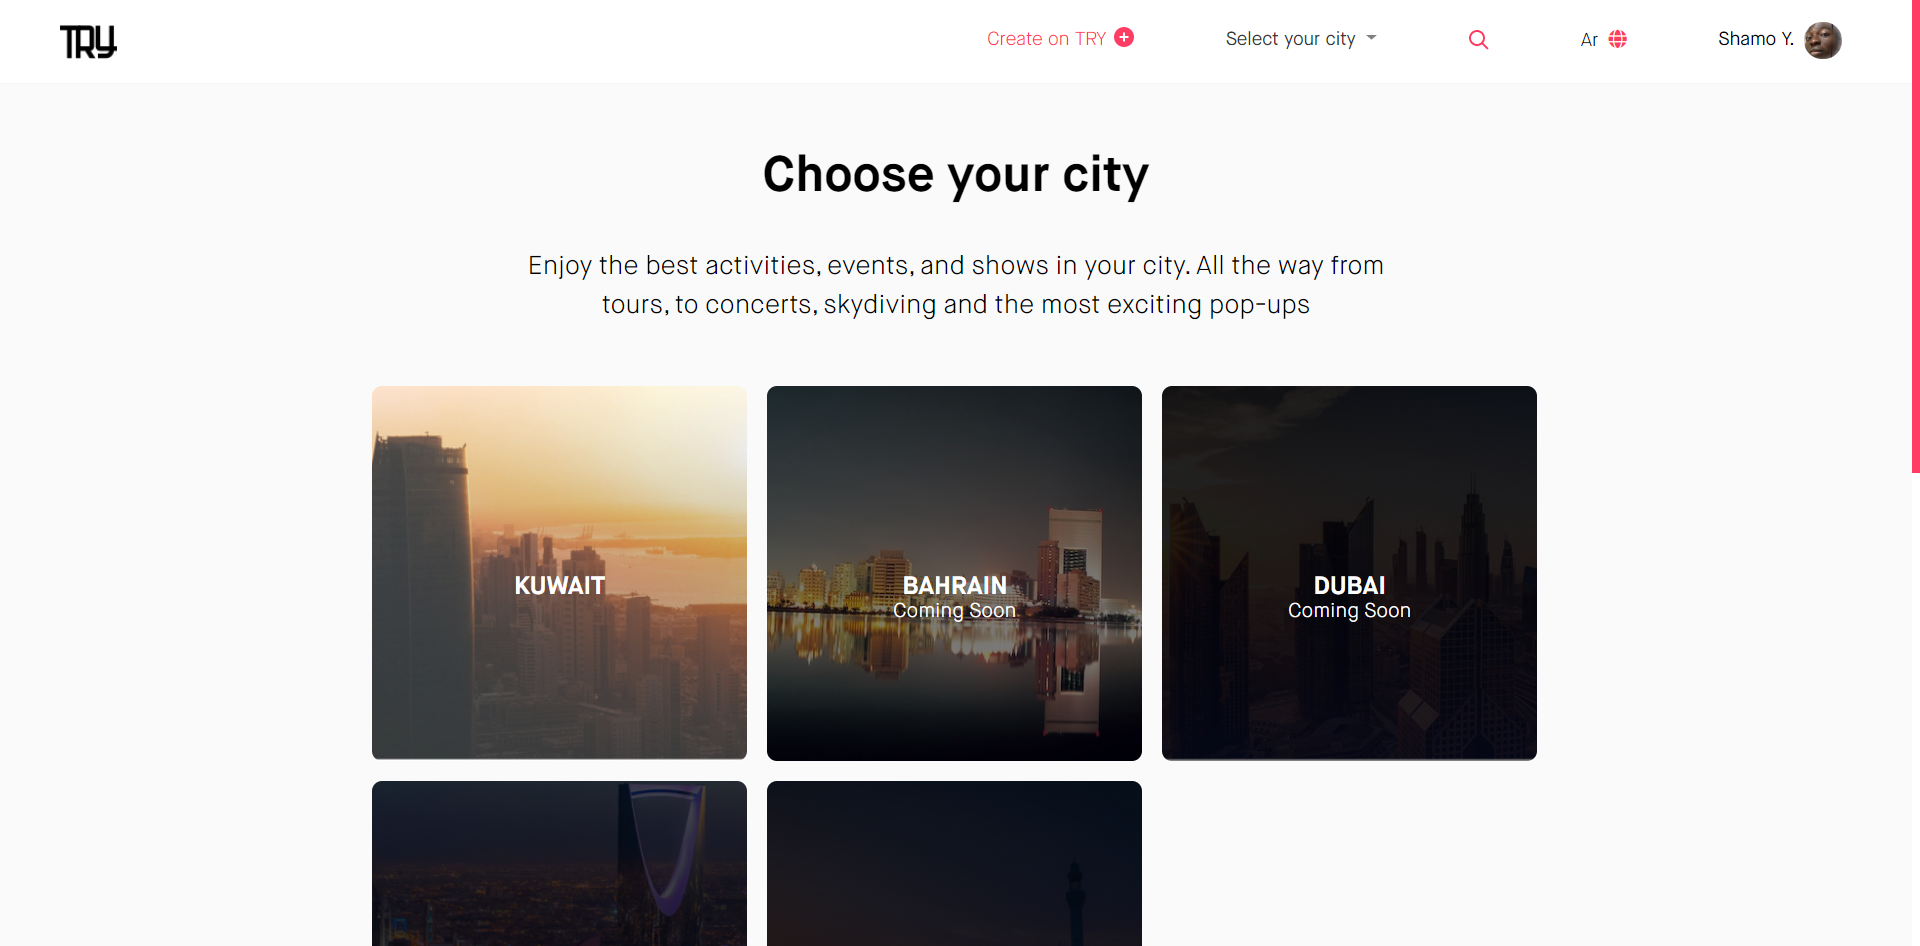 TRY
Create on TRY
Select your city
Ar
Shamo Y.
Choose your city
Enjoy the best activities, events, and shows in your city. All the way from
tours, to concerts, skydiving and the most exciting pop-ups
KUWAIT
BAHRAIN
Coming Soon
DUBAI
Coming Soon